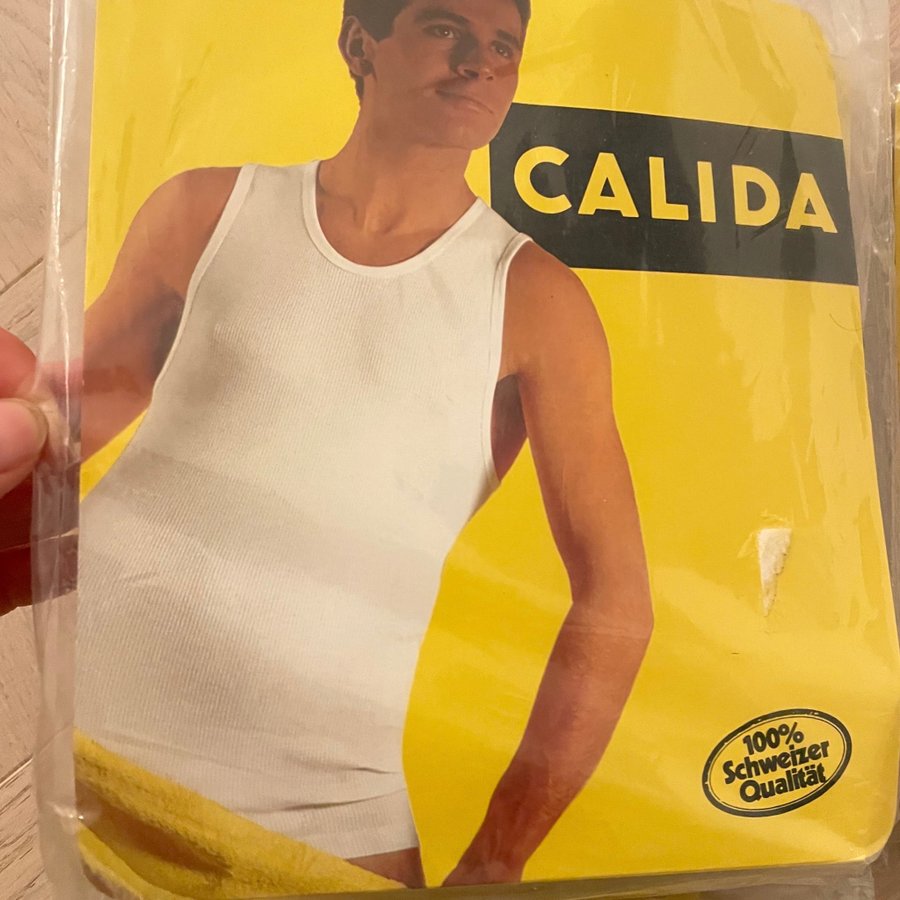 CALIDA
100%
Schweizer
Qualität